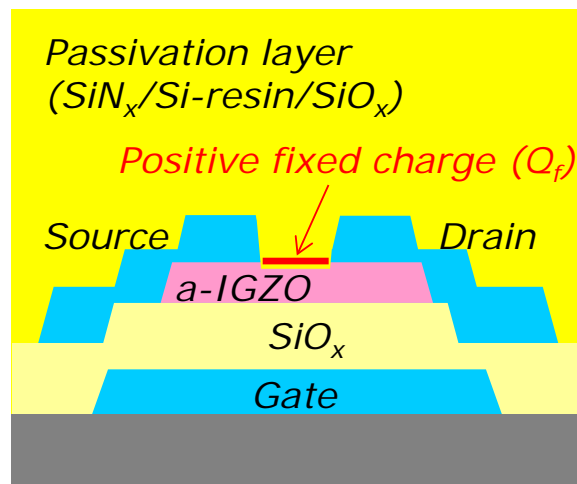 Passivation layer
(SiNx/Si-resin/SiOx)
Positive fixed charge (Qf)
Source
Drain
a-IGZO
SiOx
Gate